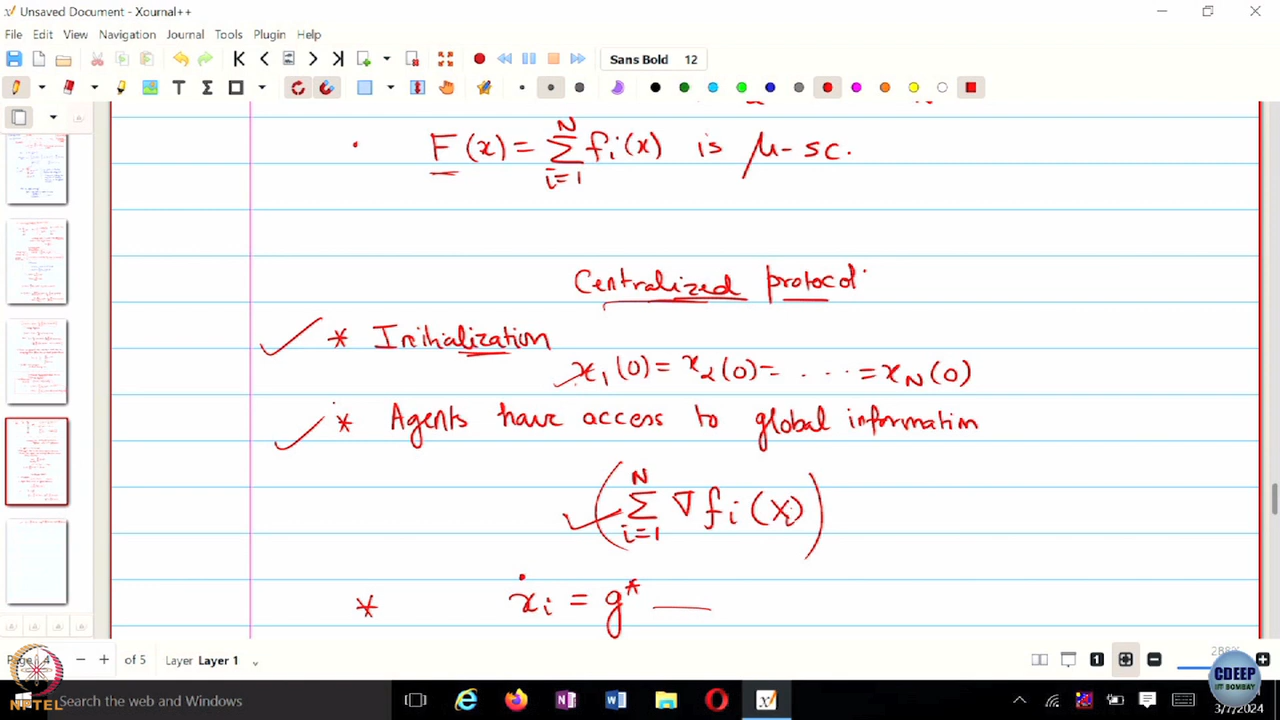 Unsaved Document - Xournal++
File Edit View Navigation Journal Tools Plugin Help
Sans Bold 12
F(x) = Σ_{i=1}^{N} f_i(x) is μ-sc.
Centralized protocol
* Initialization
x_1(0) = x_2(0) = ..... = x_N(0)
* Agents have access to global information
(Σ_{i=1}^{N} ∇f_i(x_i))
* ẋ_i = g*
Page 4 of 5 Layer Layer 1 288%
Search the web and Windows
NPTEL
CDEEP
IIT BOMBAY
3/7/2024